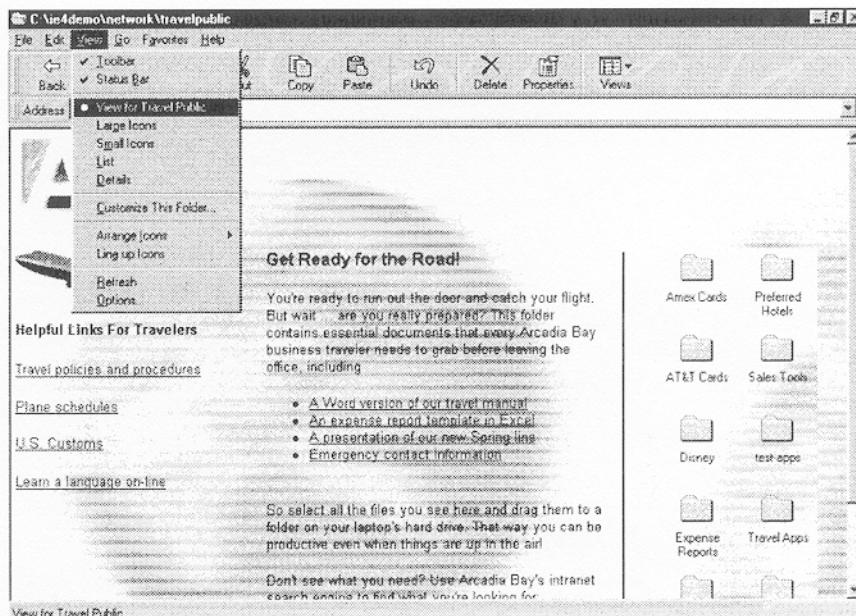 C:\ie4demo\network\travelpublic
File Edit View Go Favorites Help
Back Copy Paste Undo Delete Properties Views
Address
Toolbar
Status Bar
View for Travel Public
Large Icons
Small Icons
List
Details
Customize This Folder...
Arrange Icons
Line up Icons
Refresh
Options...
Helpful Links For Travelers
Travel policies and procedures
Plane schedules
U.S. Customs
Learn a language on-line
Get Ready for the Road!
You're ready to run out the door and catch your flight.
But wait ... are you really prepared? This folder
contains essential documents that every Arcadia Bay
business traveler needs to grab before leaving the
office, including
• A Word version of our travel manual
• An expense report template in Excel
• A presentation of our new Spring line
• Emergency contact information
So select all the files you see here and drag them to a
folder on your laptop's hard drive. That way you can be
productive even when things are up in the air!
Don't see what you need? Use Arcadia Bay's intranet
search engine to find what you're looking for.
Amex Cards
Preferred
Hotels
AT&T Cards
Sales Tools
Disney
test-apps
Expense
Reports
Travel Apps
View for Travel Public